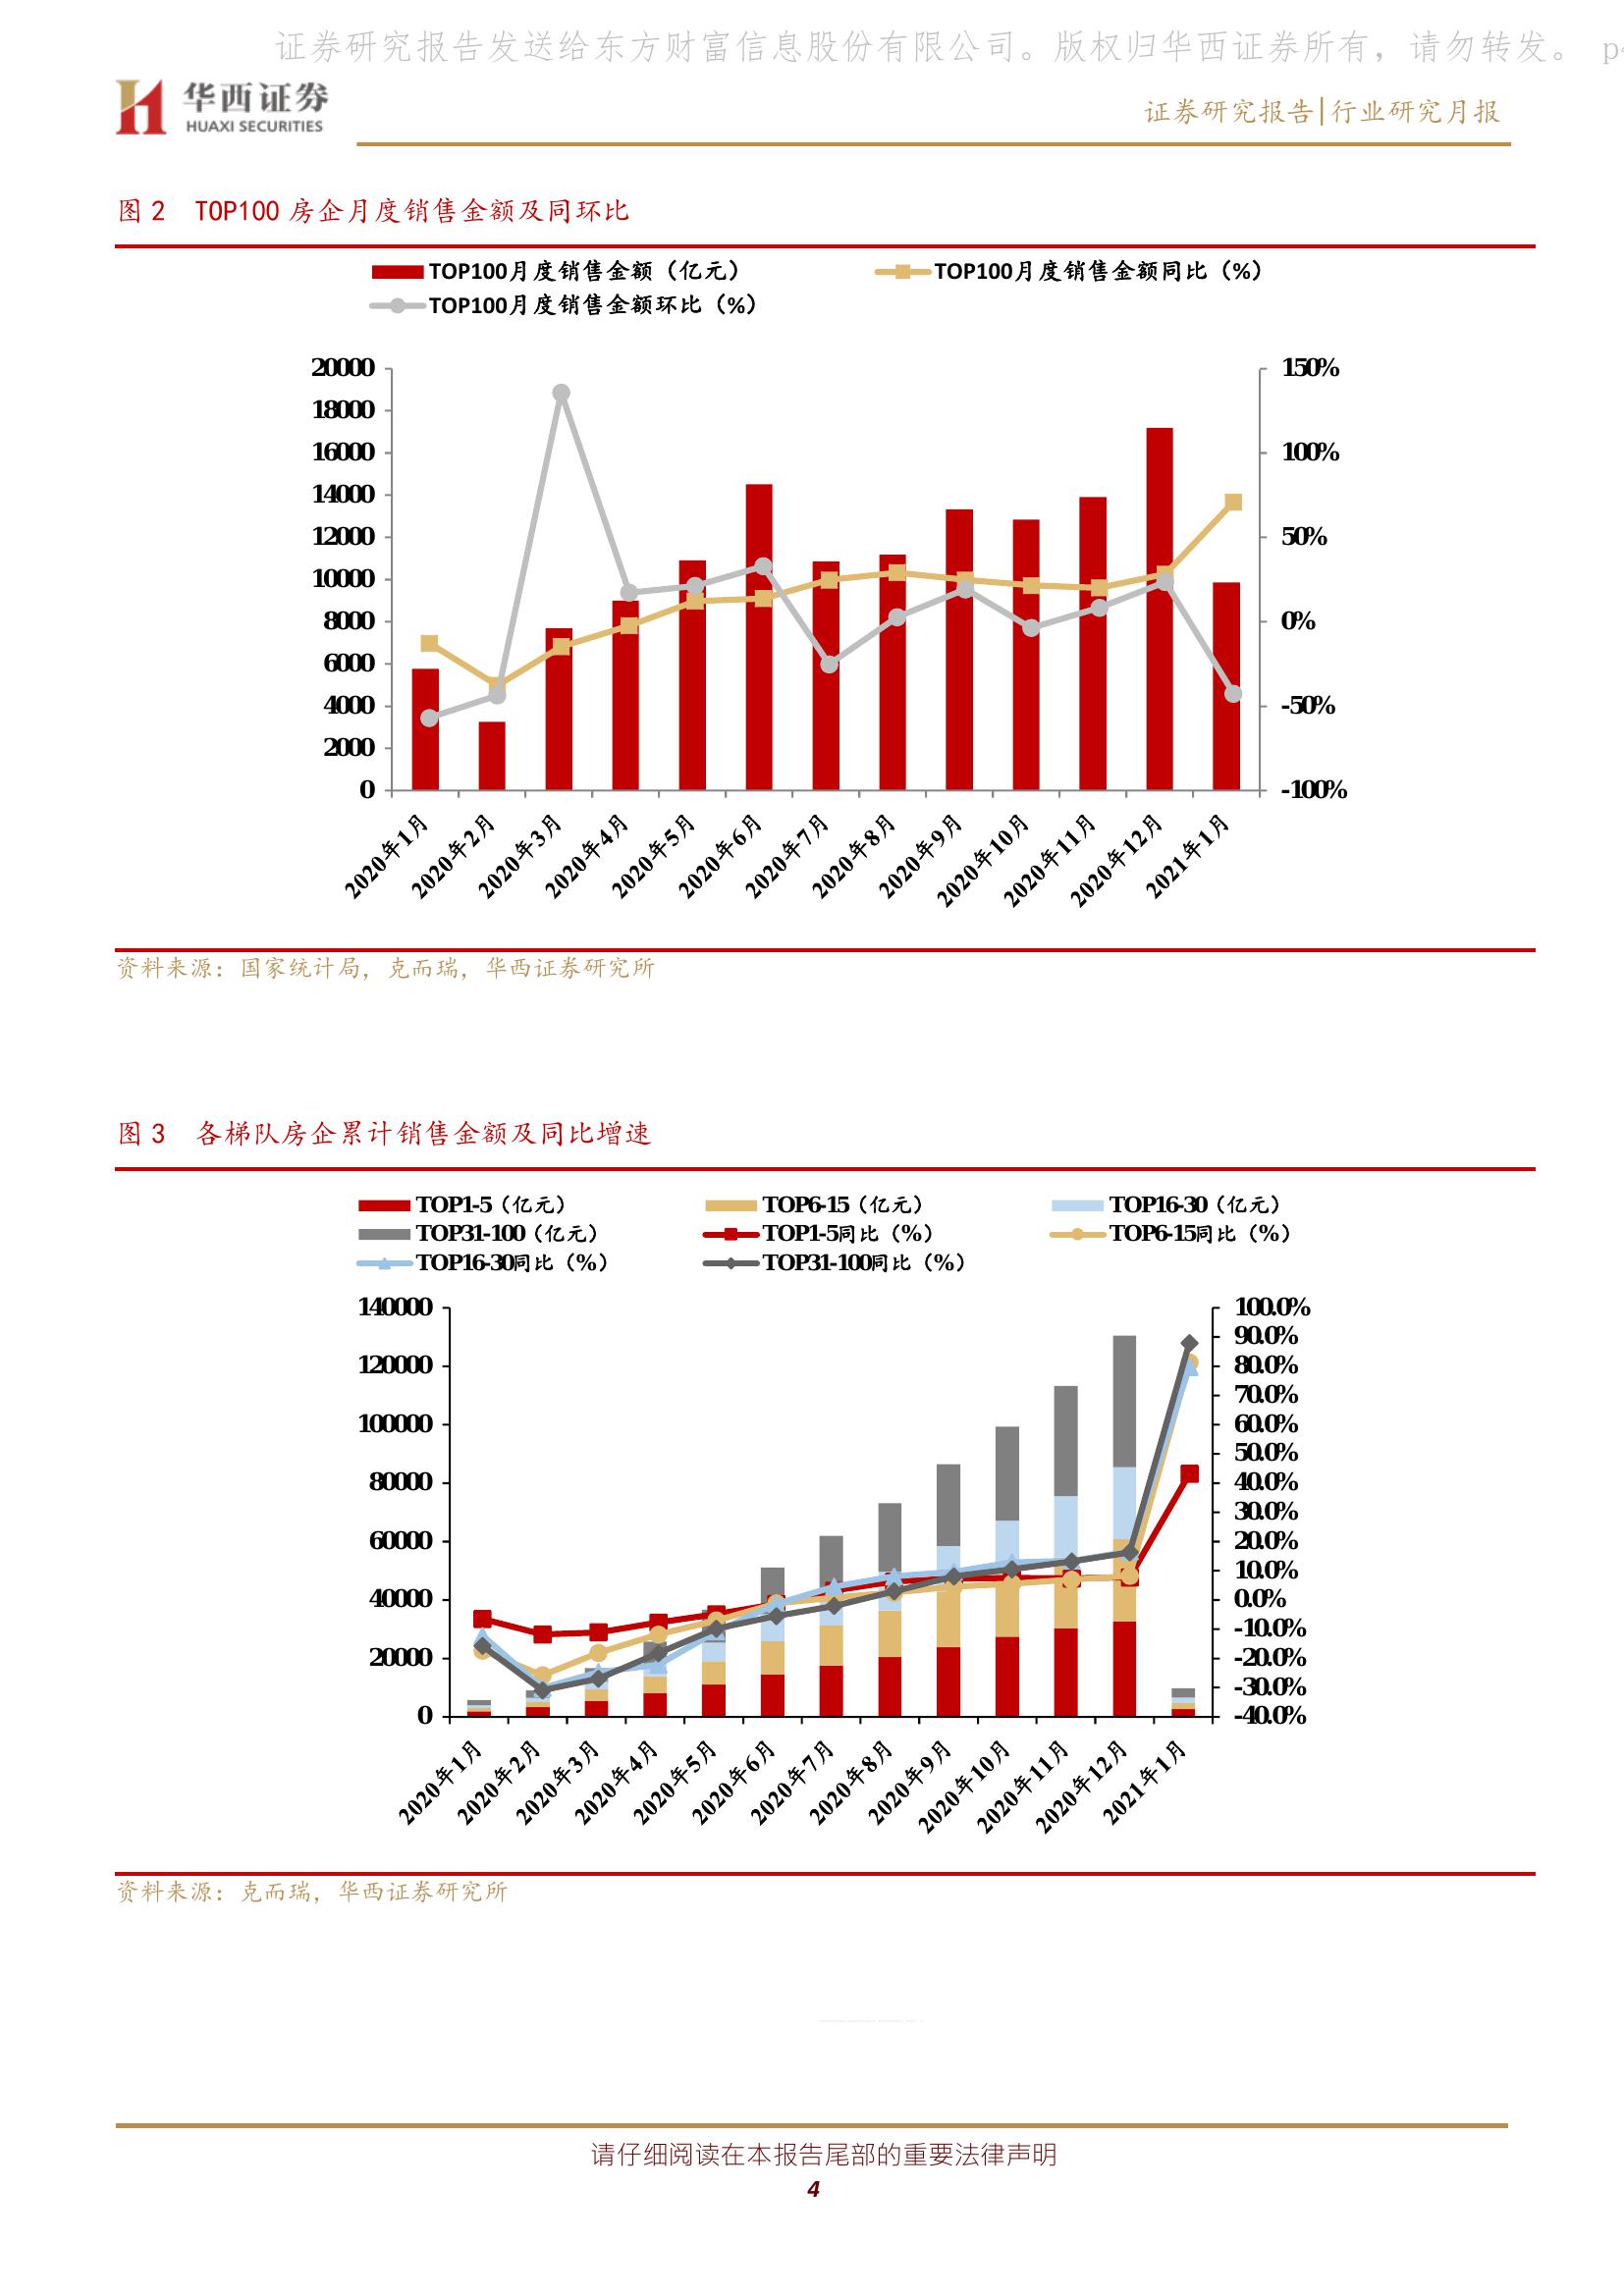 证券研究报告发送给东方财富信息股份有限公司。版权归华西证券所有，请勿转发。 p
华西证券
HUAXI SECURITIES
证券研究报告|行业研究月报
图 2 TOP100 房企月度销售金额及同环比
TOP100月度销售金额（亿元）
TOP100月度销售金额同比（%）
TOP100月度销售金额环比（%）
20000
18000
16000
14000
12000
10000
8000
6000
4000
2000
0
150%
100%
50%
0%
-50%
-100%
2020年1月
2020年2月
2020年3月
2020年4月
2020年5月
2020年6月
2020年7月
2020年8月
2020年9月
2020年10月
2020年11月
2020年12月
2021年1月
资料来源：国家统计局，克而瑞，华西证券研究所
图 3 各梯队房企累计销售金额及同比增速
TOP1-5（亿元）
TOP6-15（亿元）
TOP16-30（亿元）
TOP31-100（亿元）
TOP1-5同比（%）
TOP6-15同比（%）
TOP16-30同比（%）
TOP31-100同比（%）
140000
120000
100000
80000
60000
40000
20000
0
100.0%
90.0%
80.0%
70.0%
60.0%
50.0%
40.0%
30.0%
20.0%
10.0%
0.0%
-10.0%
-20.0%
-30.0%
-40.0%
2020年1月
2020年2月
2020年3月
2020年4月
2020年5月
2020年6月
2020年7月
2020年8月
2020年9月
2020年10月
2020年11月
2020年12月
2021年1月
资料来源：克而瑞，华西证券研究所
请仔细阅读在本报告尾部的重要法律声明
4